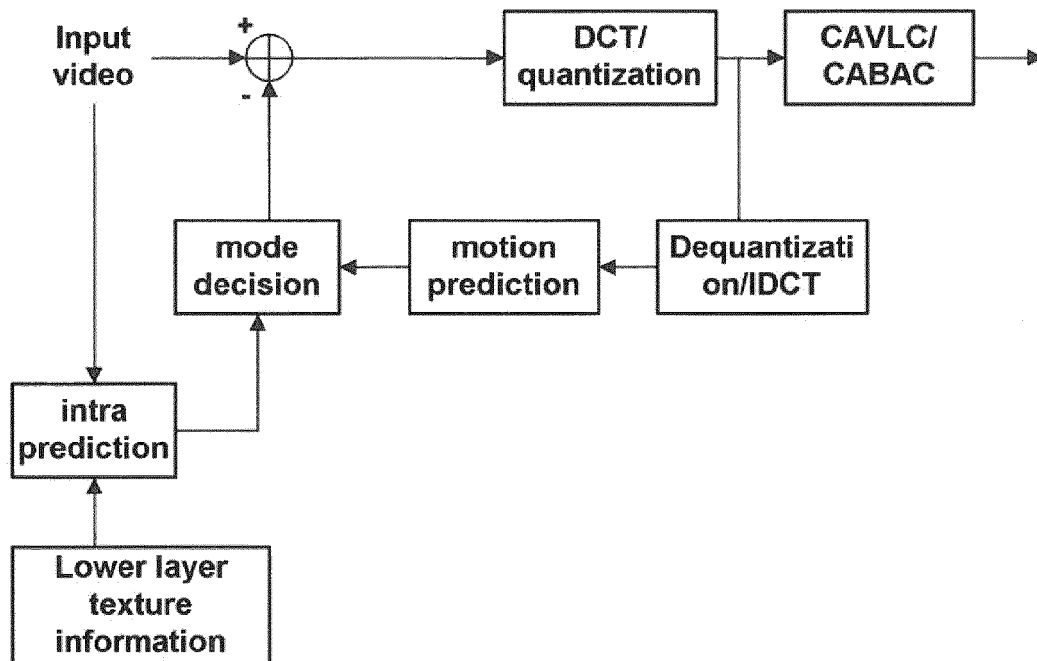 Input
video
+
-
DCT/
quantization
CAVLC/
CABAC
mode
decision
motion
prediction
Dequantizati
on/IDCT
intra
prediction
Lower layer
texture
information